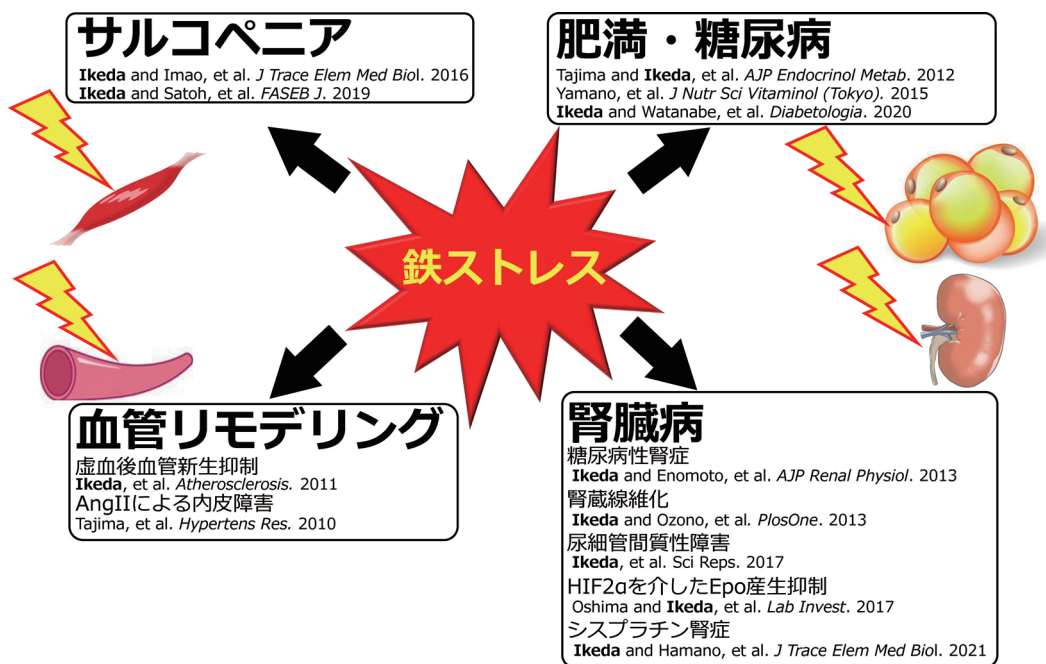 サルコペニア
Ikeda and Imao, et al. J Trace Elem Med Biol. 2016
Ikeda and Satoh, et al. FASEB J. 2019
肥満・糖尿病
Tajima and Ikeda, et al. AJP Endocrinol Metab. 2012
Yamano, et al. J Nutr Sci Vitaminol (Tokyo). 2015
Ikeda and Watanabe, et al. Diabetologia. 2020
鉄ストレス
血管リモデリング
虚血後血管新生抑制
Ikeda, et al. Atherosclerosis. 2011
AngIIによる内皮障害
Tajima, et al. Hypertens Res. 2010
腎臓病
糖尿病性腎症
Ikeda and Enomoto, et al. AJP Renal Physiol. 2013
腎蔵線維化
Ikeda and Ozono, et al. PlosOne. 2013
尿細管間質性障害
Ikeda, et al. Sci Reps. 2017
HIF2αを介したEpo産生抑制
Oshima and Ikeda, et al. Lab Invest. 2017
シスプラチン腎症
Ikeda and Hamano, et al. J Trace Elem Med Biol. 2021